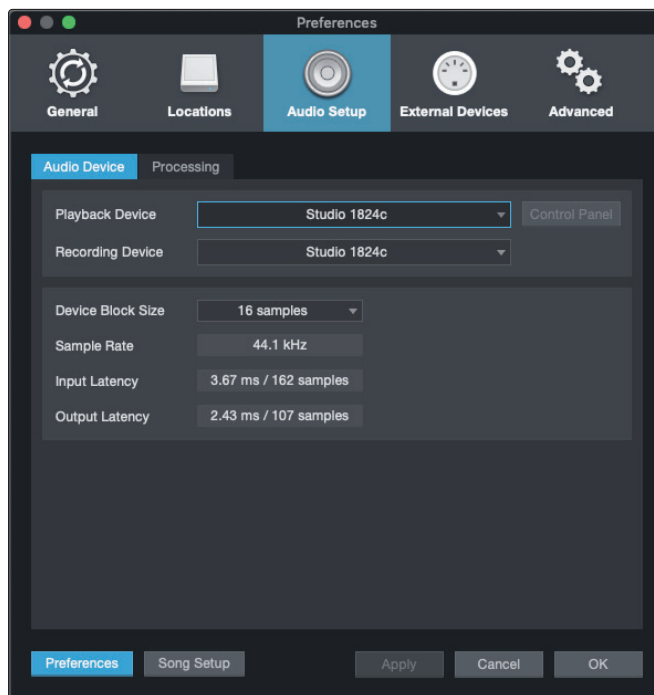 Preferences
General Locations Audio Setup External Devices Advanced
Audio Device Processing
Playback Device Studio 1824c Control Panel
Recording Device Studio 1824c
Device Block Size 16 samples
Sample Rate 44.1 kHz
Input Latency 3.67 ms / 162 samples
Output Latency 2.43 ms / 107 samples
Preferences Song Setup Apply Cancel OK